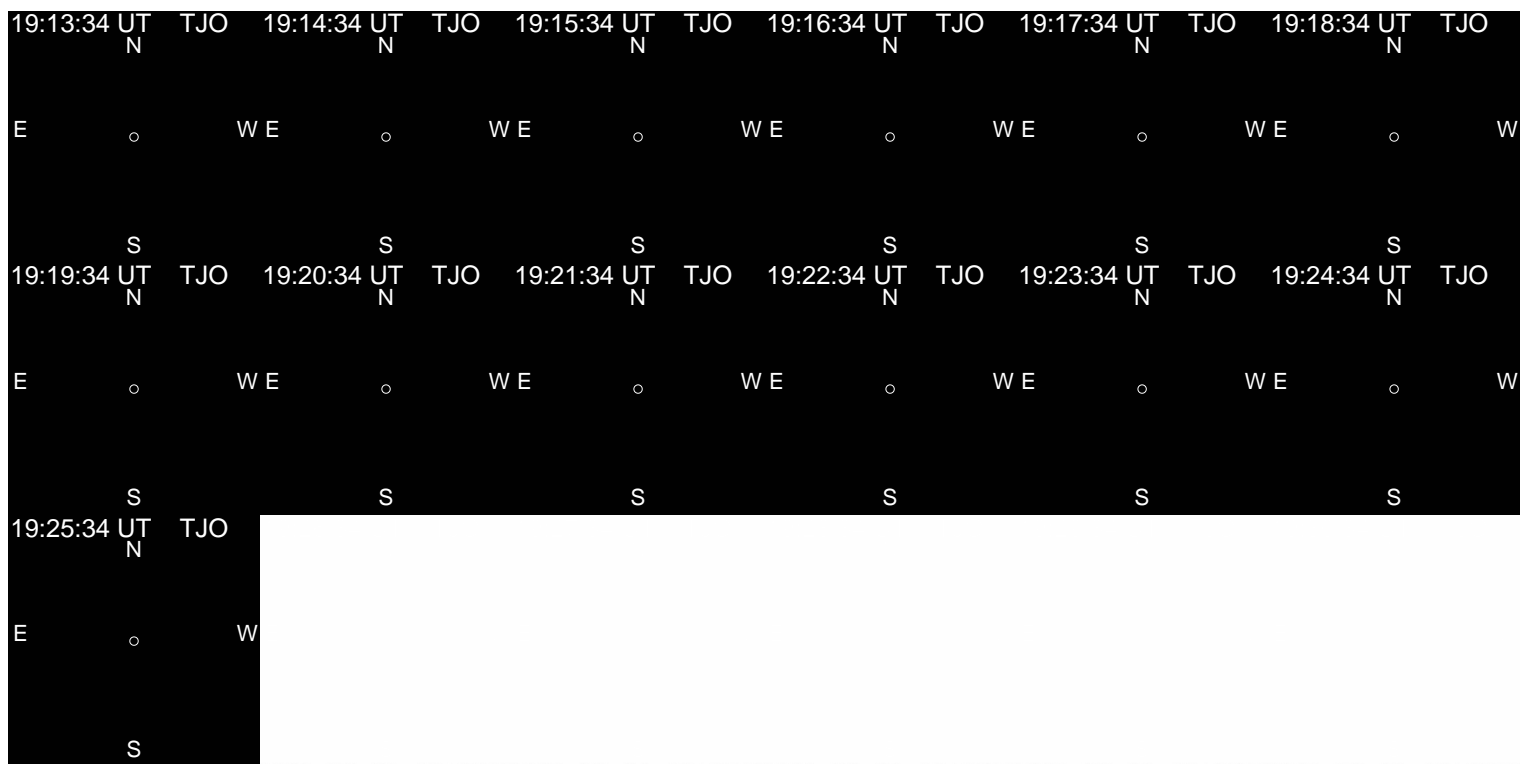 19:13:34 UT TJO 19:14:34 UT TJO 19:15:34 UT TJO 19:16:34 UT TJO 19:17:34 UT TJO 19:18:34 UT TJO
N N N N N N
E W E W E W E W E W E W
S S S S S S
19:19:34 UT TJO 19:20:34 UT TJO 19:21:34 UT TJO 19:22:34 UT TJO 19:23:34 UT TJO 19:24:34 UT TJO
N N N N N N
E W E W E W E W E W E W
S S S S S S
19:25:34 UT TJO
N
E W
S